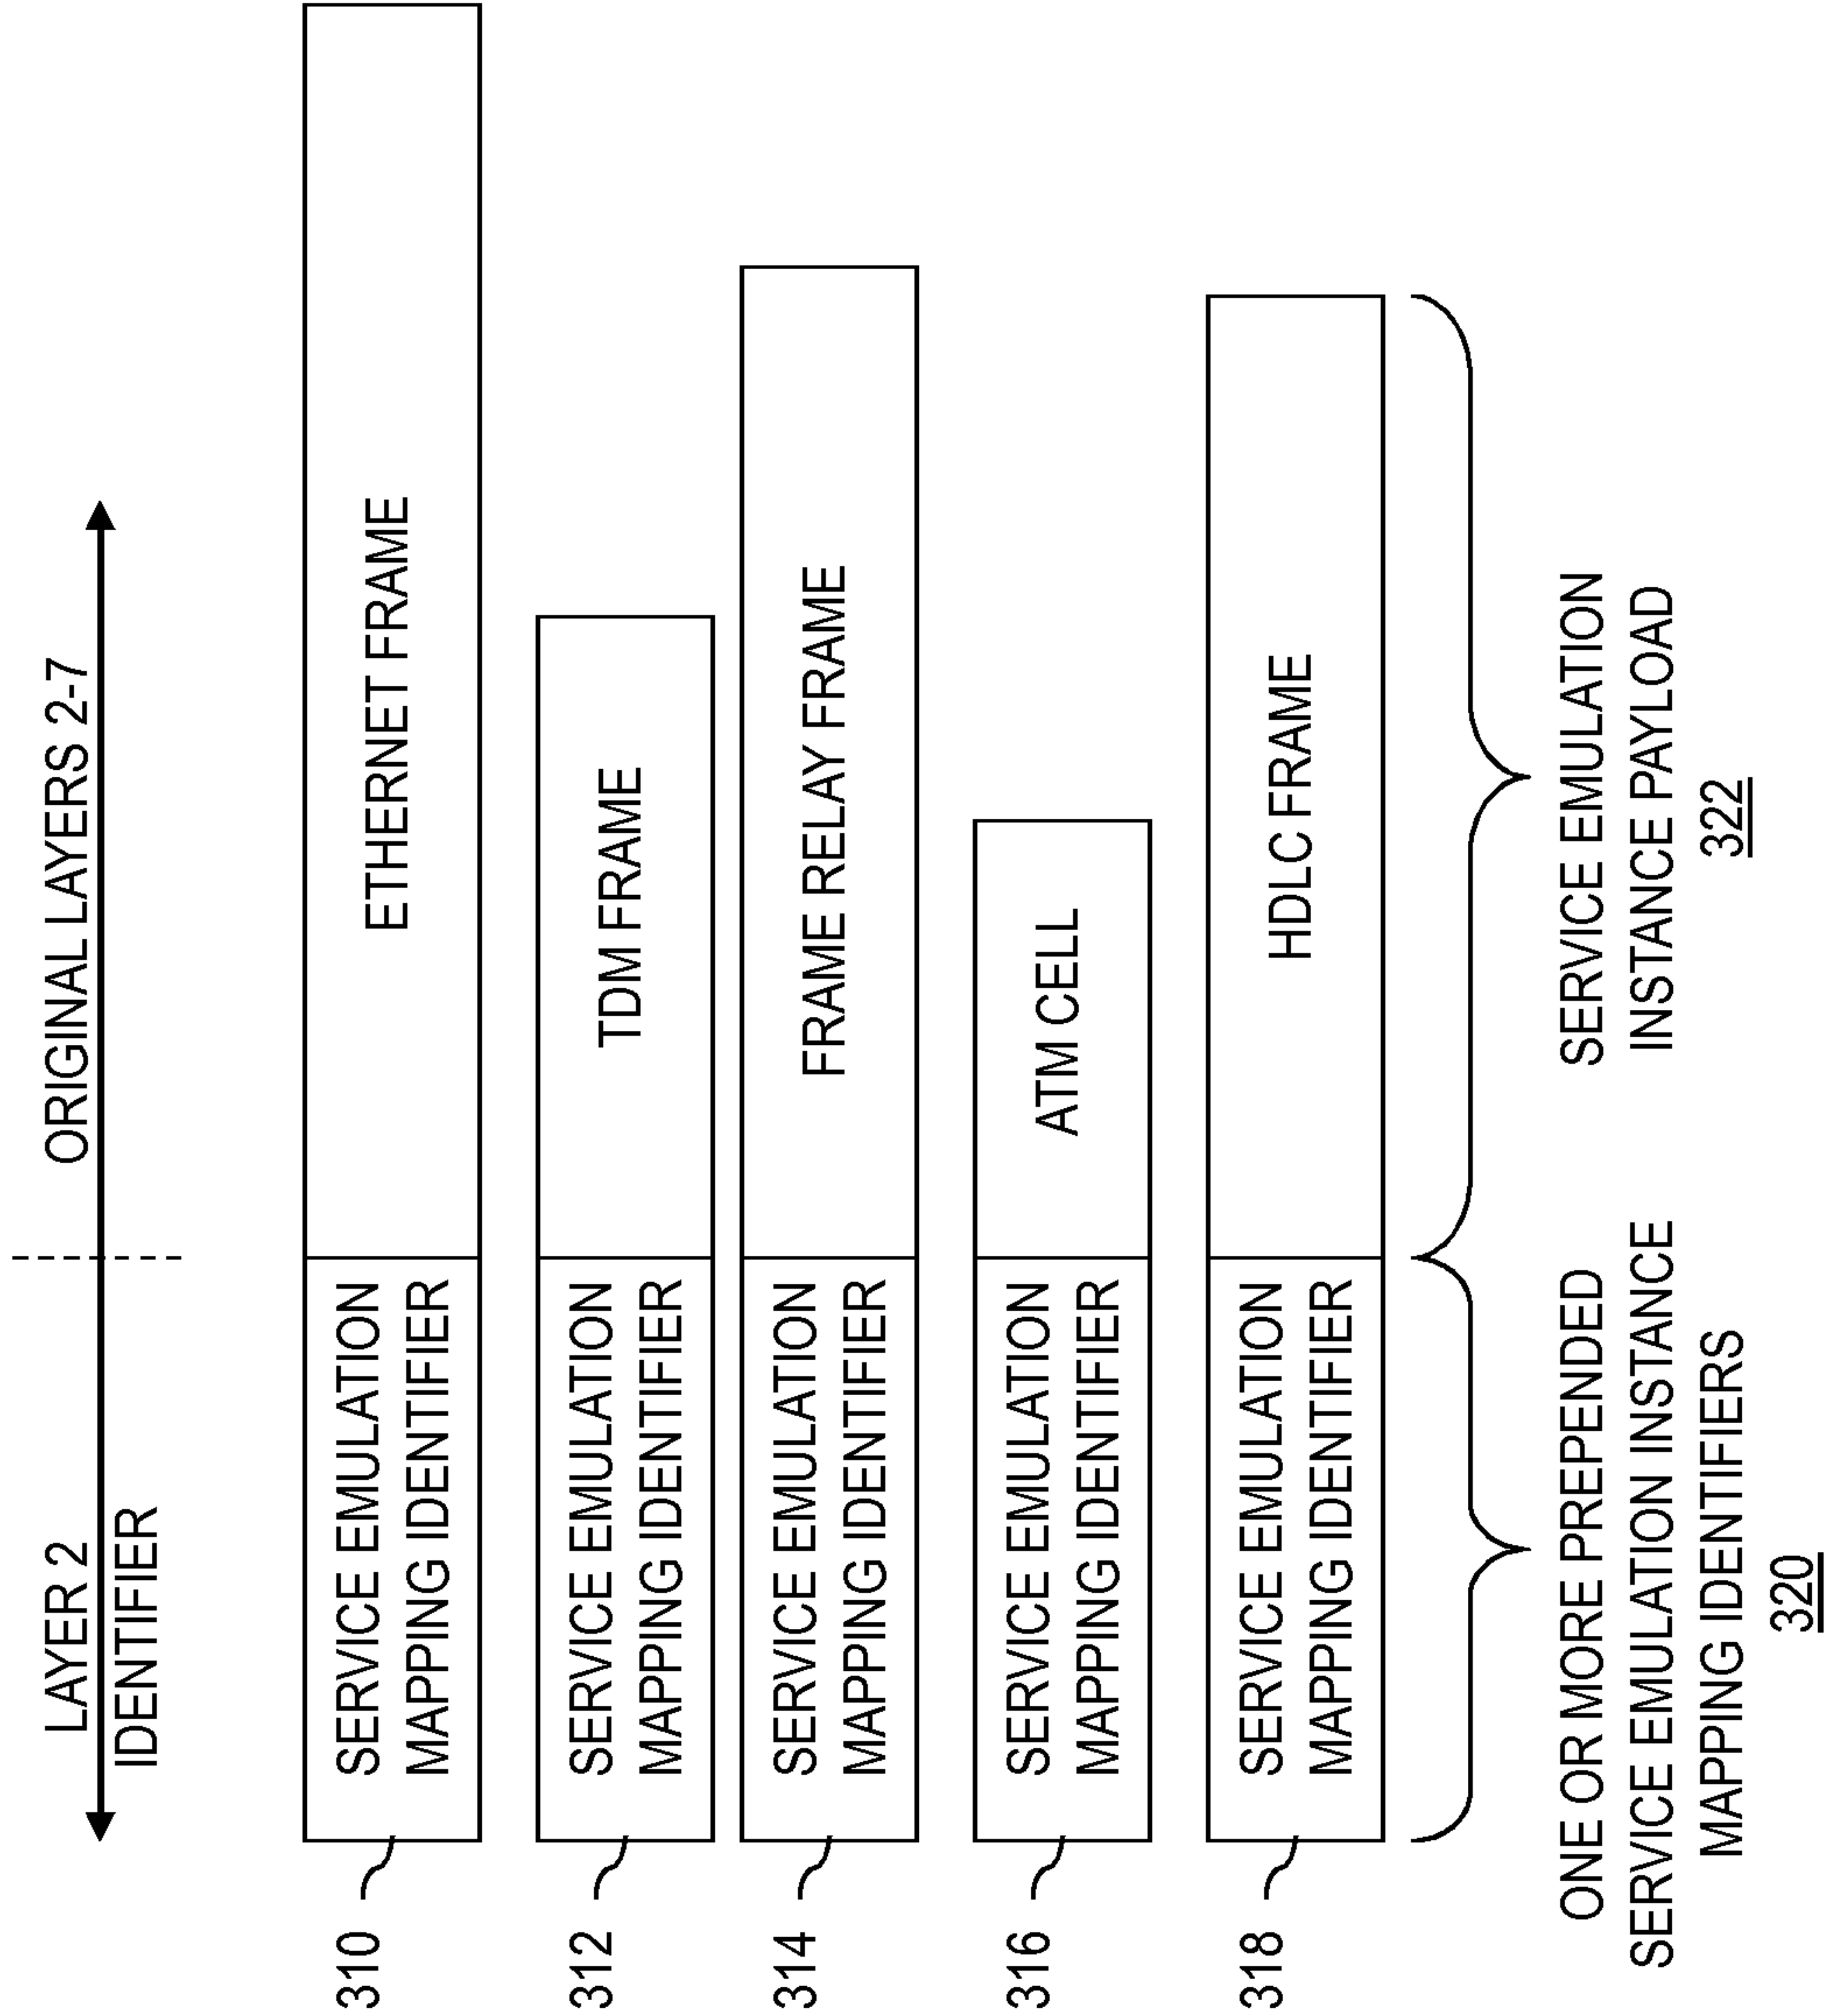 LAYER 2
IDENTIFIER
ORIGINAL LAYERS 2-7
310
SERVICE EMULATION
MAPPING IDENTIFIER
ETHERNET FRAME
312
SERVICE EMULATION
MAPPING IDENTIFIER
TDM FRAME
314
SERVICE EMULATION
MAPPING IDENTIFIER
FRAME RELAY FRAME
316
SERVICE EMULATION
MAPPING IDENTIFIER
ATM CELL
318
SERVICE EMULATION
MAPPING IDENTIFIER
HDLC FRAME
ONE OR MORE PREPENDED
SERVICE EMULATION INSTANCE
MAPPING IDENTIFIERS
320
SERVICE EMULATION
INSTANCE PAYLOAD
322